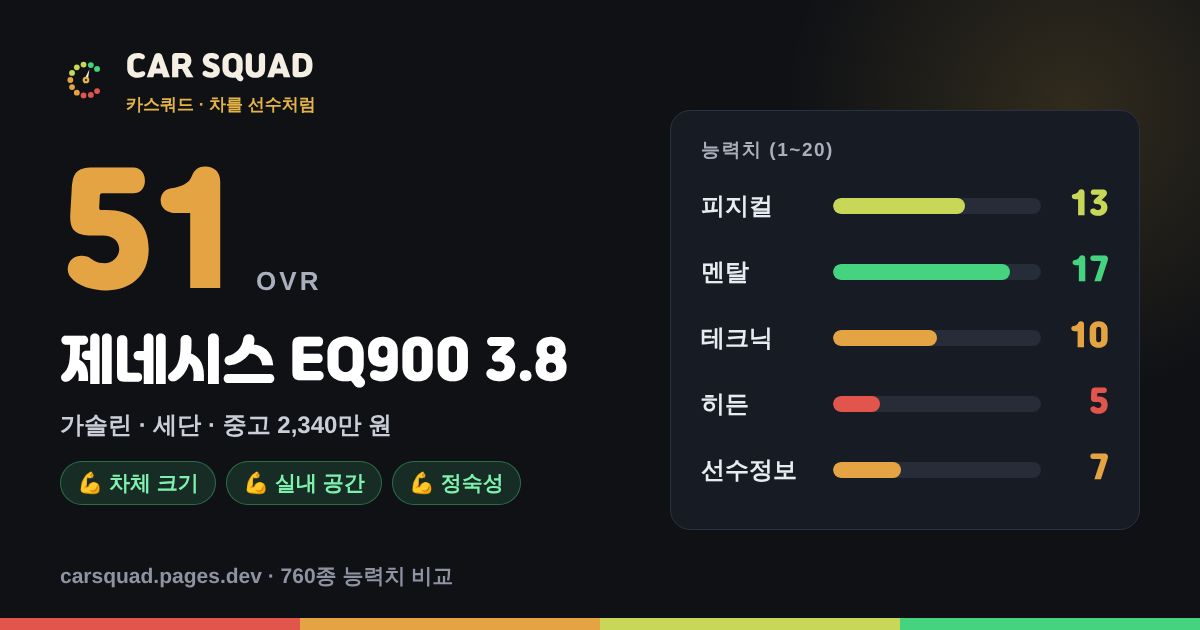 CAR SQUAD
카스쿼드 · 차를 선수처럼
51 OVR
제네시스 EQ900 3.8
가솔린 · 세단 · 중고 2,340만 원
💪 차체 크기 💪 실내 공간 💪 정숙성
carsquad.pages.dev · 760종 능력치 비교
능력치 (1~20)
피지컬 13
멘탈 17
테크닉 10
히든 5
선수정보 7